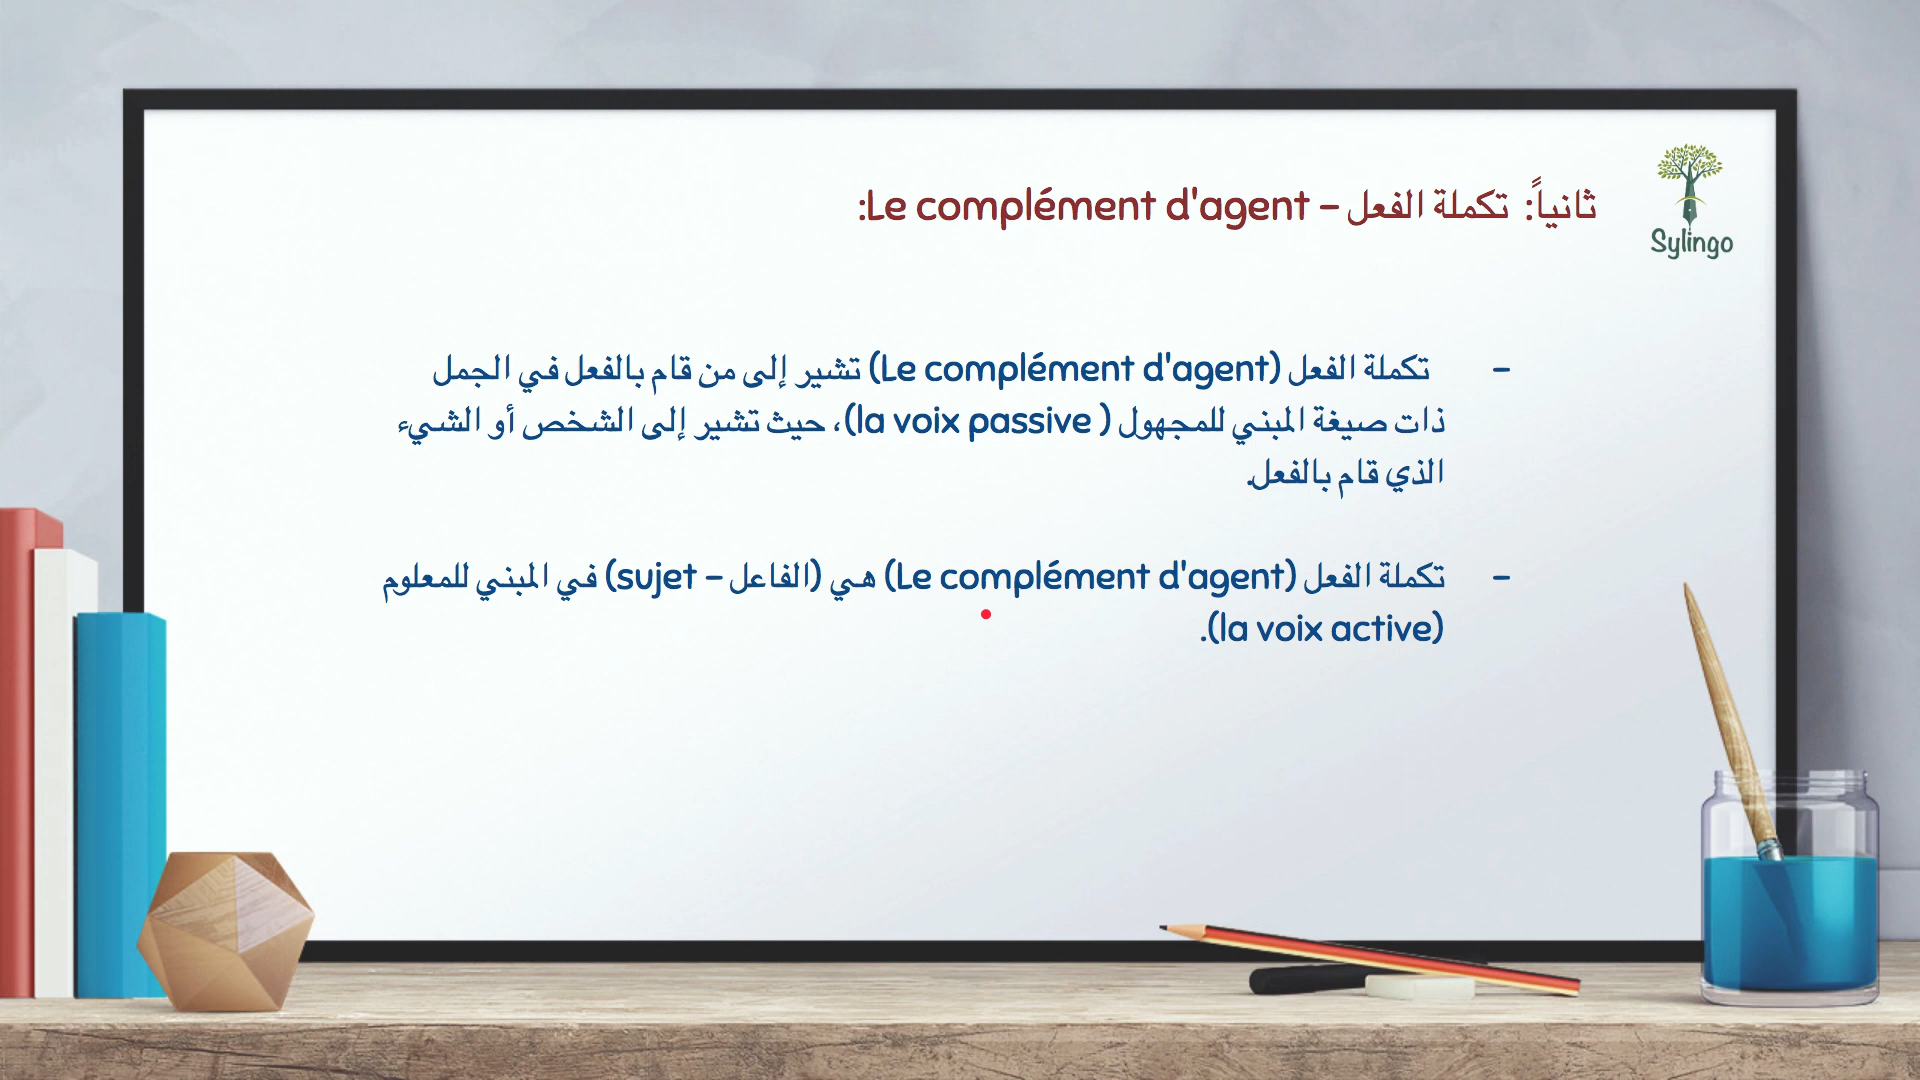 ثانياً: تكملة الفعل – Le complément d'agent:
Sylingo
- تكملة الفعل (Le complément d'agent) تشير إلى من قام بالفعل في الجمل
ذات صيغة المبني للمجهول ( la voix passive)، حيث تشير إلى الشخص أو الشيء
الذي قام بالفعل.
- تكملة الفعل (Le complément d'agent) هي (الفاعل – sujet) في المبني للمعلوم
(la voix active).